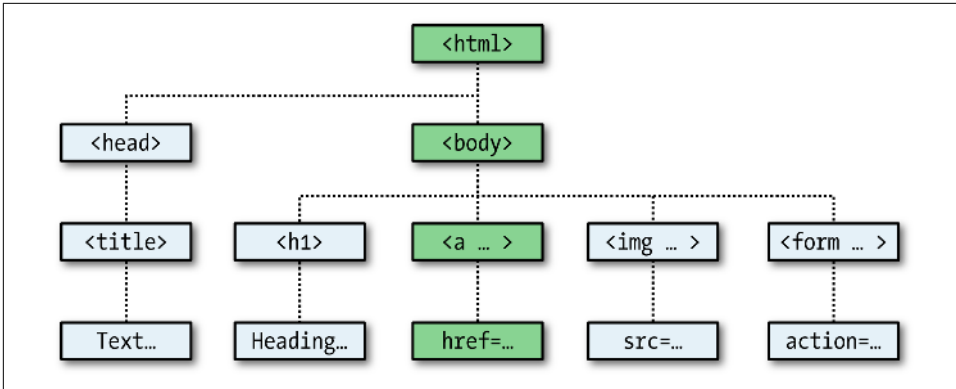 <html>
<head>
<body>
<title>
<h1>
<a … >
<img … >
<form … >
Text…
Heading…
href=…
src=…
action=…